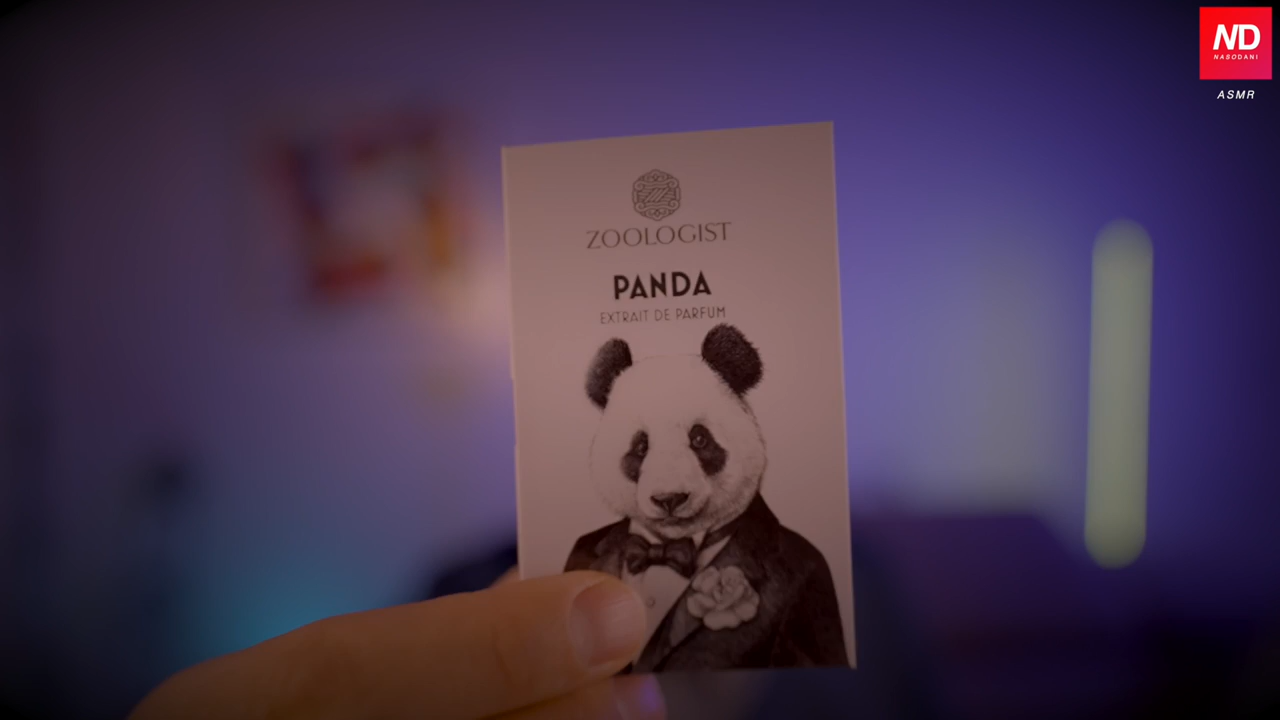 ND
NASODANI
ASMR
ZOOLOGIST
PANDA
EXTRAIT DE PARFUM